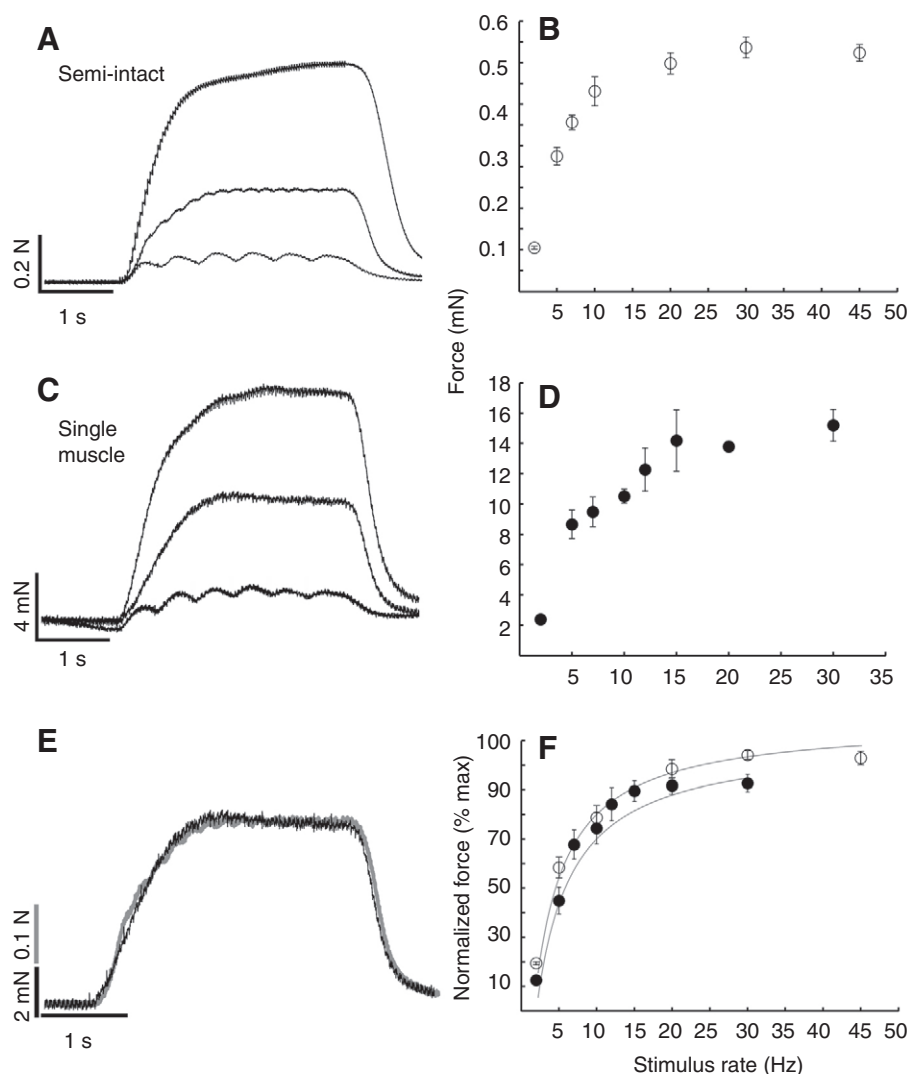 A
Semi-intact
0.2 N
1 s
B
0.6
0.5
0.4
0.3
0.2
0.1
5 10 15 20 25 30 35 40 45 50
Force (mN)
C
Single
muscle
4 mN
1 s
D
18
16
14
12
10
8
6
4
2
5 10 15 20 25 30 35
E
0.1 N
2 mN
1 s
F
100
90
70
50
30
10
Normalized force (% max)
5 10 15 20 25 30 35 40 45 50
Stimulus rate (Hz)